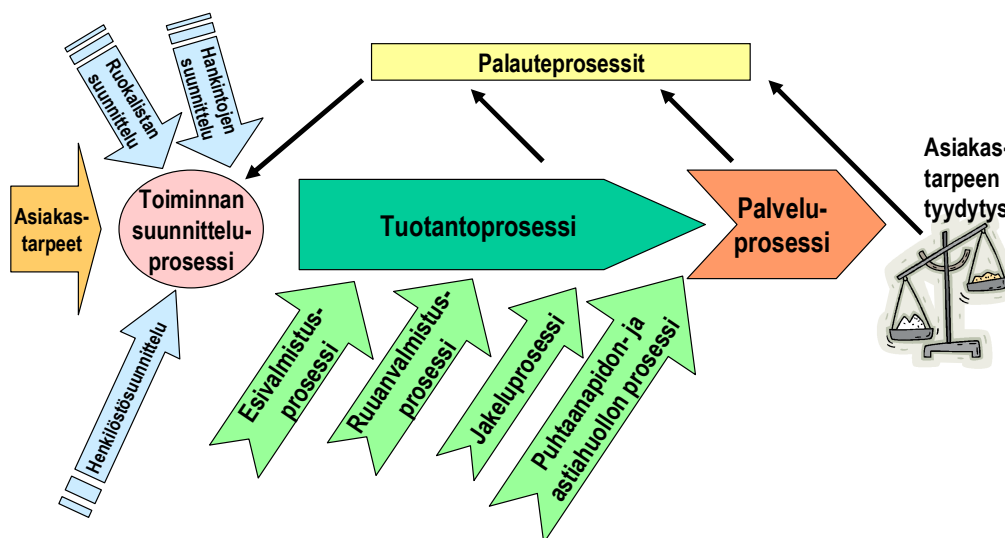 Palauteprosessit
Ruokalistan
suunnittelu
Hankintojen
suunnittelu
Asiakas-
tarpeet
Toiminnan
suunnittelu-
prosessi
Tuotantoprosessi
Palvelu-
prosessi
Asiakas-
tarpeen
tyydytys
Henkilöstösuunnittelu
Esivalmistus-
prosessi
Ruuanvalmistus-
prosessi
Jakeluprosessi
Puhtaanapidon- ja
astiahuollon prosessi